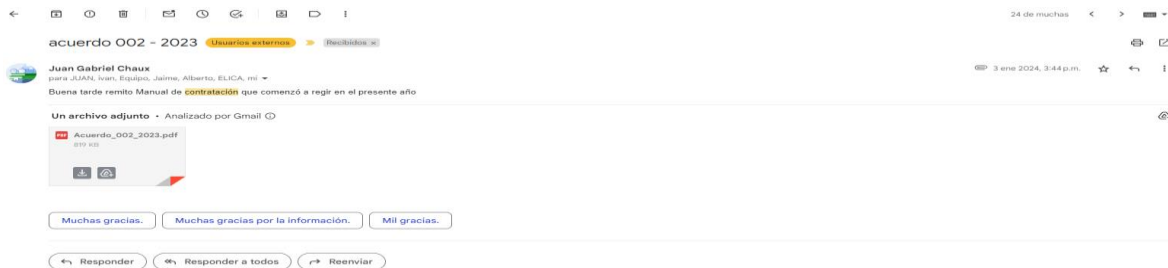 24 de muchas
acuerdo 002 - 2023 Usuarios externos Recibidos ×
Juan Gabriel Chaux 3 ene 2024, 3:44 p.m.
para JUAN, ivan, Equipo, Jaime, Alberto, ELICA, mí
Buena tarde remito Manual de contratación que comenzó a regir en el presente año
Un archivo adjunto • Analizado por Gmail
PDF Acuerdo_002_2023.pdf
819 KB
Muchas gracias. Muchas gracias por la información. Mil gracias.
Responder Responder a todos Reenviar